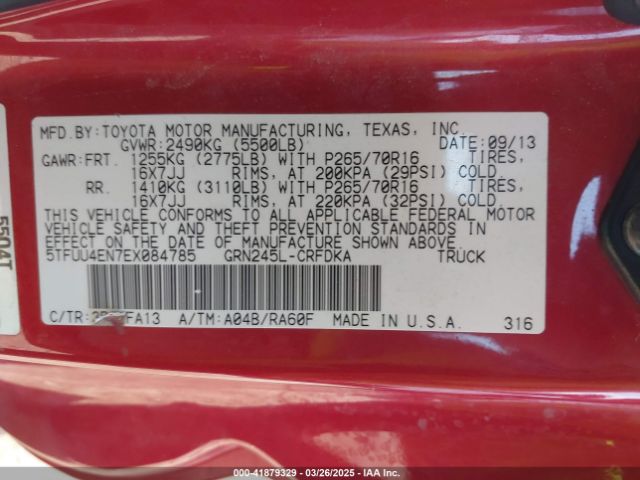 MFD.BY:TOYOTA MOTOR MANUFACTURING, TEXAS, INC.
GVWR:2490KG (5500LB) DATE:09/13
GAWR:FRT. 1255KG (2775LB) WITH P265/70R16 TIRES,
16X7JJ RIMS, AT 200KPA (29PSI) COLD
RR. 1410KG (3110LB) WITH P265/70R16 TIRES,
16X7JJ RIMS, AT 220KPA (32PSI) COLD
THIS VEHICLE CONFORMS TO ALL APPLICABLE FEDERAL MOTOR
VEHICLE SAFETY AND THEFT PREVENTION STANDARDS IN
EFFECT ON THE DATE OF MANUFACTURE SHOWN ABOVE.
5TFUU4EN7EX084785 GRN245L-CRFDKA TRUCK
C/TR: A/TM:A04B/RA60F MADE IN U.S.A. 316
5504T
000-41879329 | 03/26/2025 - IAA Inc.